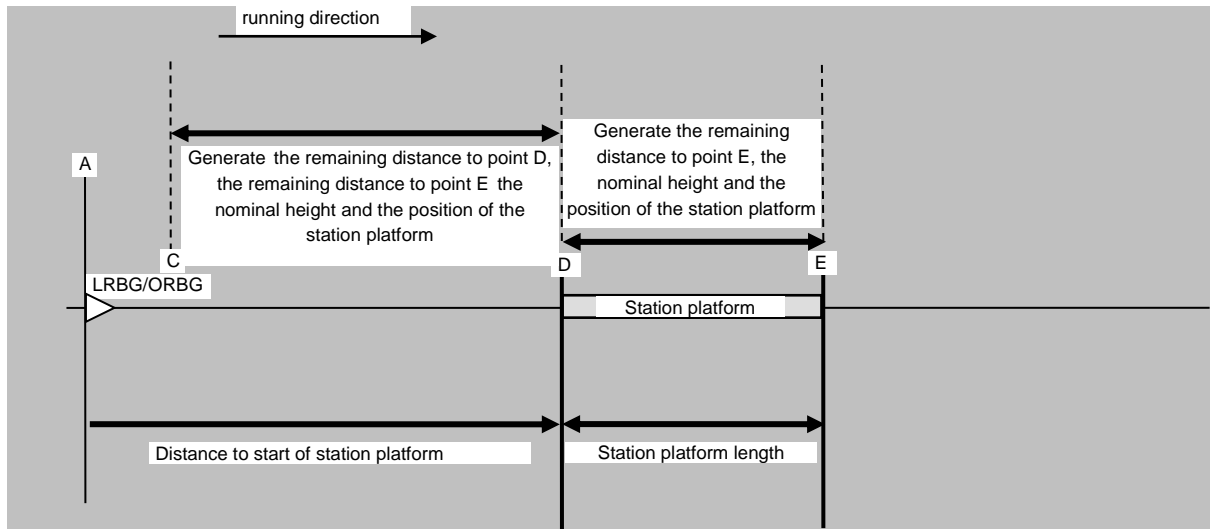 running direction
Generate the remaining
distance to point E, the
nominal height and the
position of the station platform
A
Generate the remaining distance to point D,
the remaining distance to point E the
nominal height and the position of the
station platform
C
D
E
LRBG/ORBG
Station platform
Distance to start of station platform
Station platform length